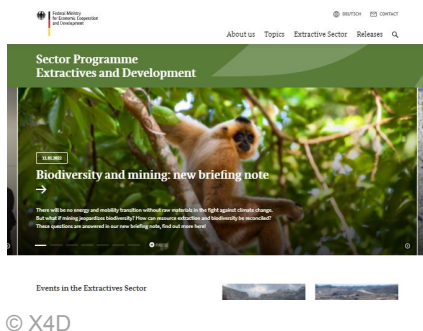 Federal Ministry
for Economic Cooperation
and Development
DEUTSCH CONTACT
About us Topics Extractive Sector Releases
Sector Programme
Extractives and Development
Biodiversity and mining: new briefing note
There will be no energy and mobility transition without raw materials in the fight against climate change.
But what if mining jeopardises biodiversity? How can resource extraction and biodiversity be reconciled?
These questions are answered in our new briefing note, find out more here!
Events in the Extractives Sector
© X4D